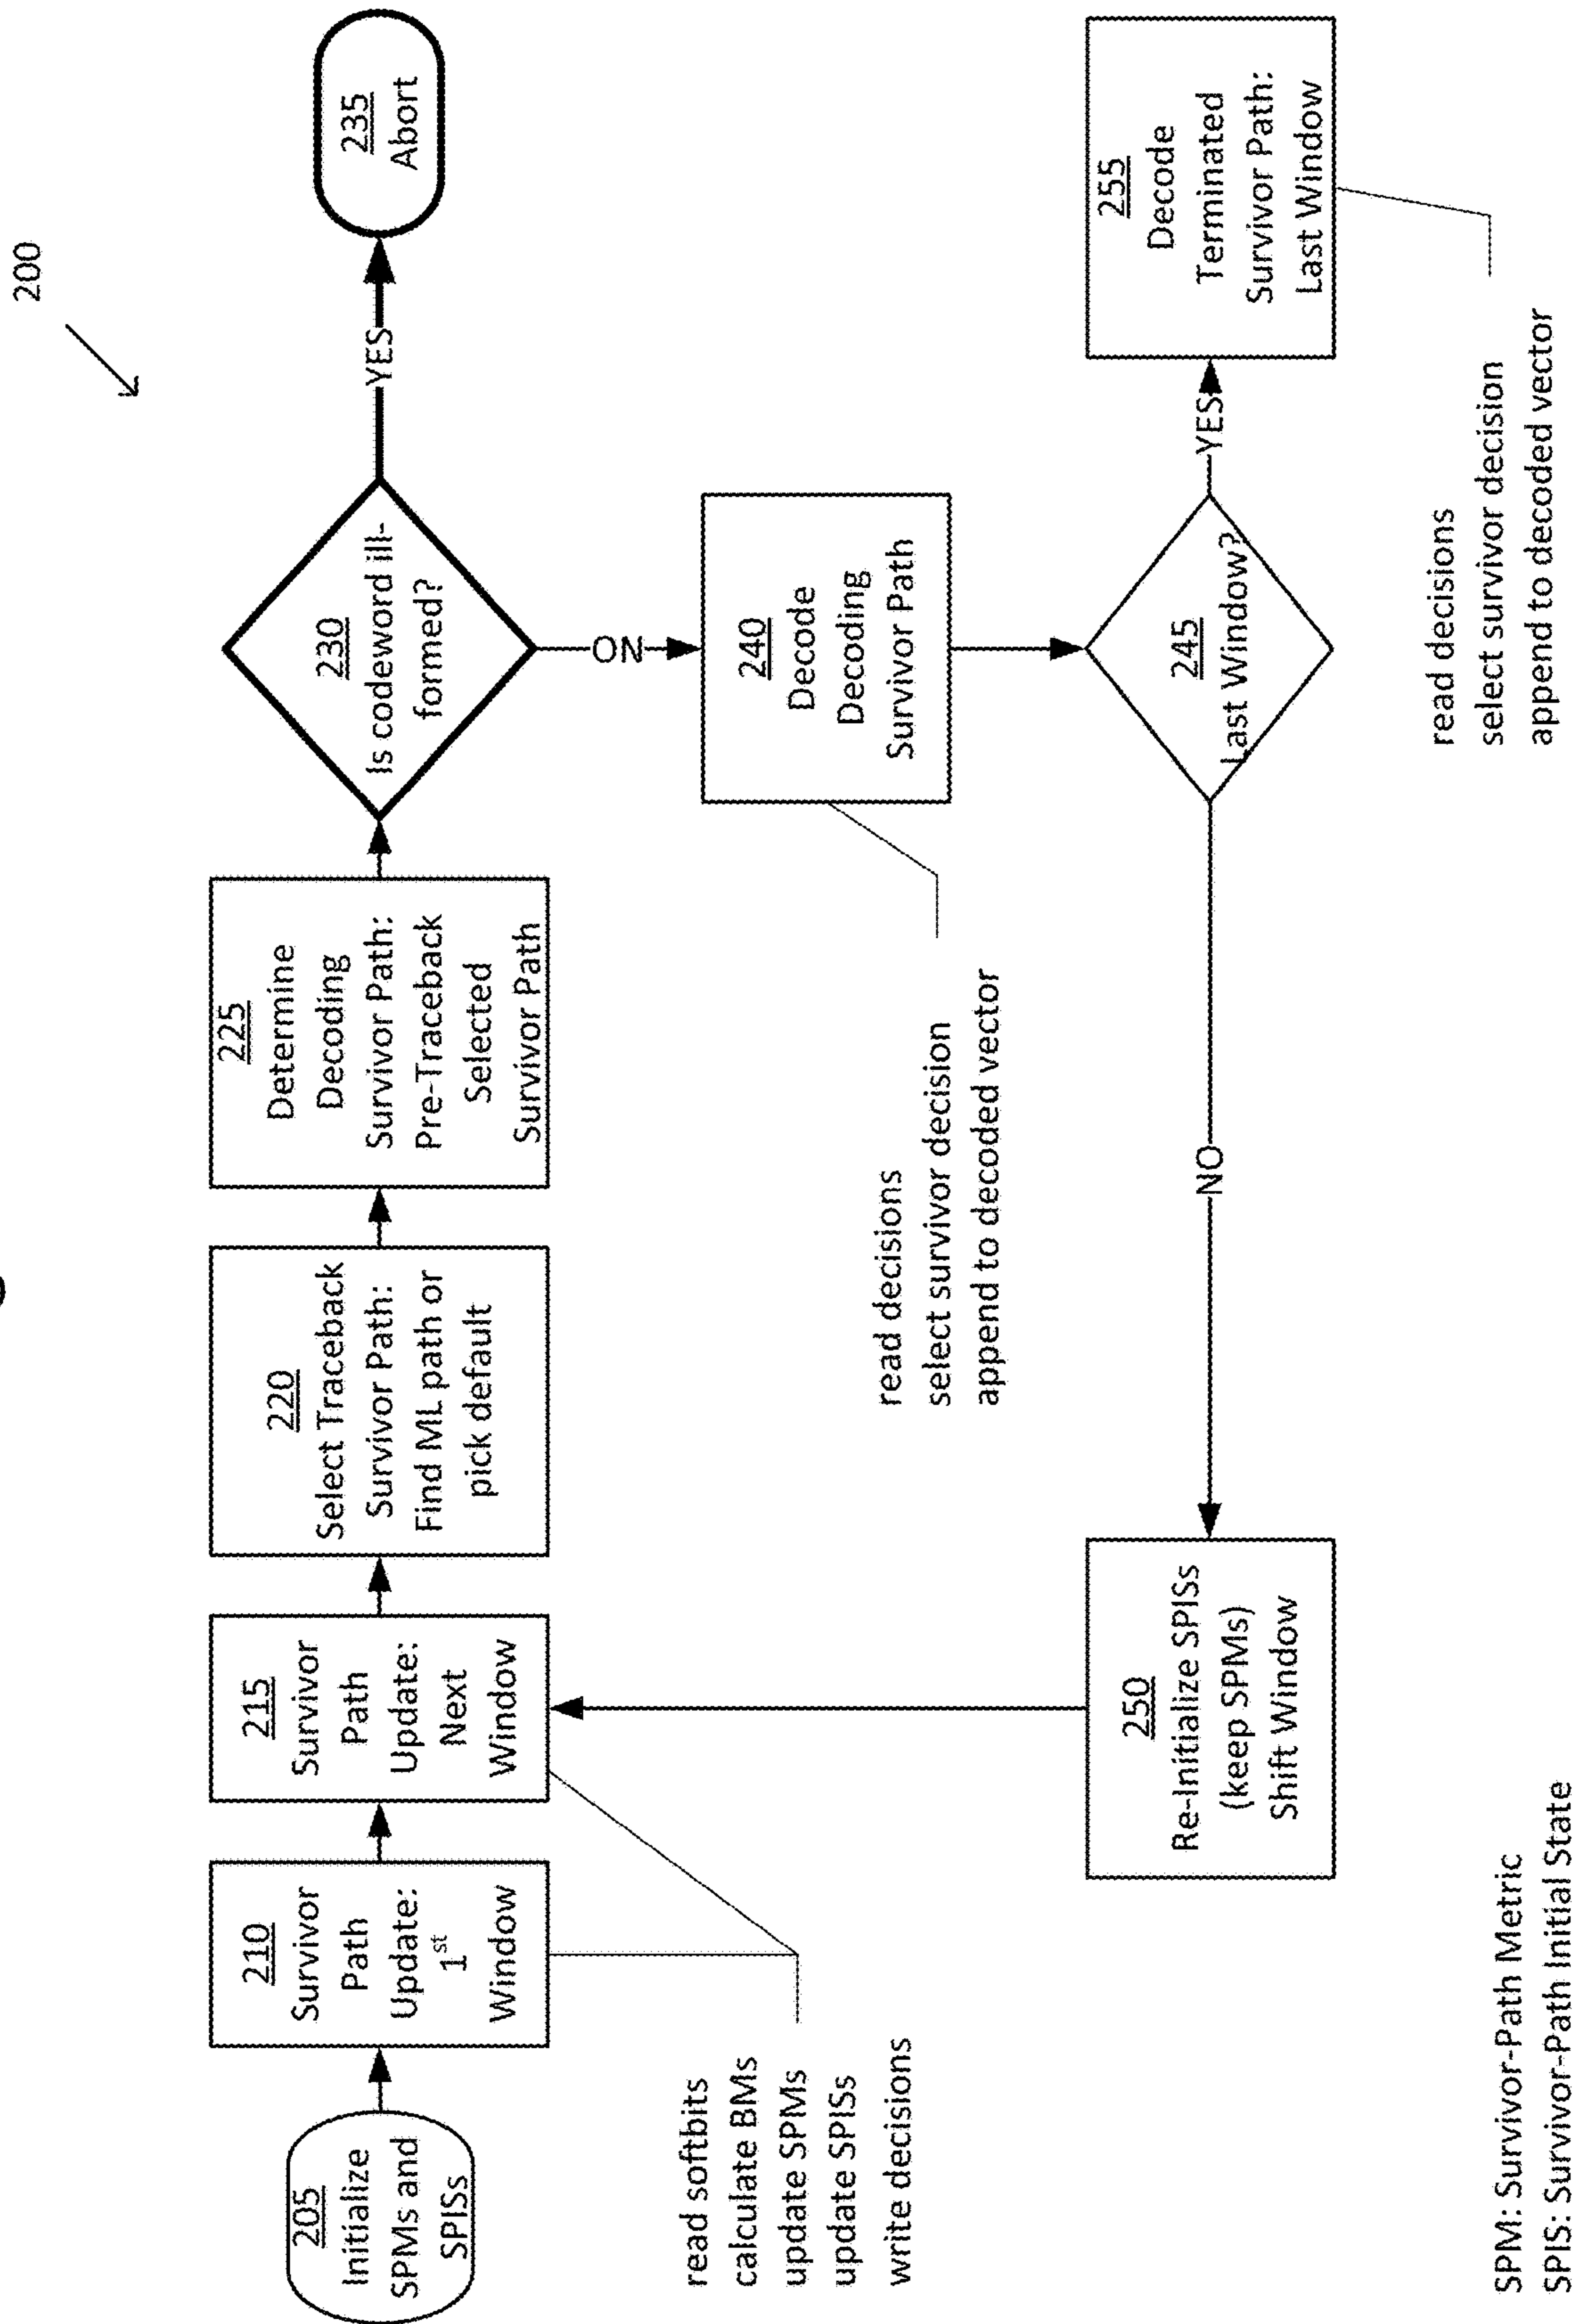 200
205
Initialize
SPMs and
SPISs
210
Survivor
Path
Update:
1st
Window
215
Survivor
Path
Update:
Next
Window
220
Select Traceback
Survivor Path:
Find ML path or
pick default
225
Determine
Decoding
Survivor Path:
Pre-Traceback
Selected
Survivor Path
230
Is codeword ill-
formed?
YES
235
Abort
NO
read softbits
calculate BMs
update SPMs
update SPISs
write decisions
240
Decode
Decoding
Survivor Path
read decisions
select survivor decision
append to decoded vector
250
Re-Initialize SPISs
(keep SPMs)
Shift Window
NO
245
Last Window?
YES
255
Decode
Terminated
Survivor Path:
Last Window
read decisions
select survivor decision
append to decoded vector
SPM: Survivor-Path Metric
SPIS: Survivor-Path Initial State